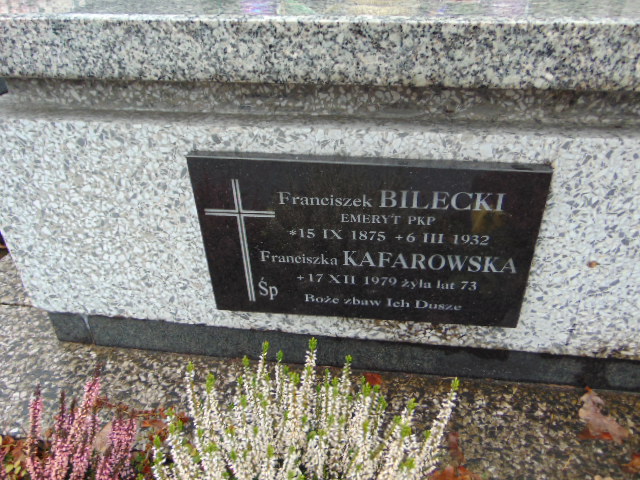 Franciszek BILECKI
EMERYT PKP
*15 IX 1875 +6 III 1932
Franciszka KAFAROWSKA
+17 XII 1979 żyła lat 73
Śp
Boże zbaw Ich Dusze